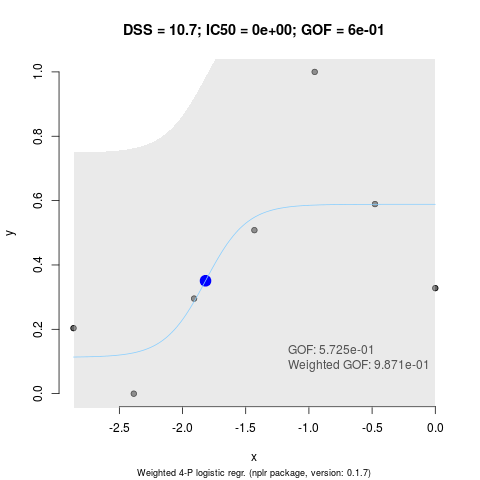 DSS = 10.7; IC50 = 0e+00; GOF = 6e-01
1.0
0.8
0.6
0.4
0.2
0.0
y
GOF: 5.725e-01
Weighted GOF: 9.871e-01
-2.5 -2.0 -1.5 -1.0 -0.5 0.0
x
Weighted 4-P logistic regr. (nplr package, version: 0.1.7)